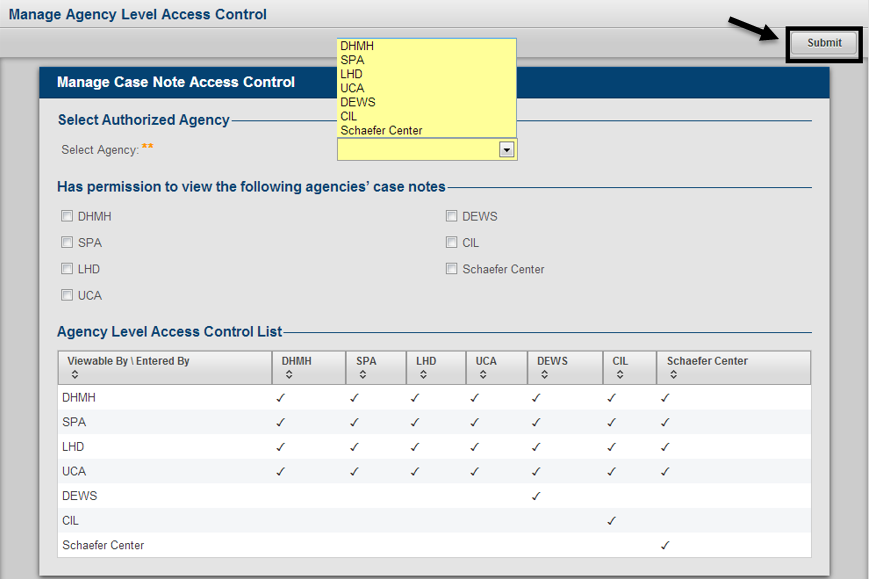 Manage Agency Level Access Control
Submit
Manage Case Note Access Control
DHMH
SPA
LHD
UCA
DEWS
CIL
Schaefer Center
Select Authorized Agency
Select Agency: **
Has permission to view the following agencies' case notes
DHMH
DEWS
SPA
CIL
LHD
Schaefer Center
UCA
Agency Level Access Control List
Viewable By \ Entered By DHMH SPA LHD UCA DEWS CIL Schaefer Center
DHMH ✓ ✓ ✓ ✓ ✓ ✓ ✓
SPA ✓ ✓ ✓ ✓ ✓ ✓ ✓
LHD ✓ ✓ ✓ ✓ ✓ ✓ ✓
UCA ✓ ✓ ✓ ✓ ✓ ✓ ✓
DEWS ✓
CIL ✓
Schaefer Center ✓